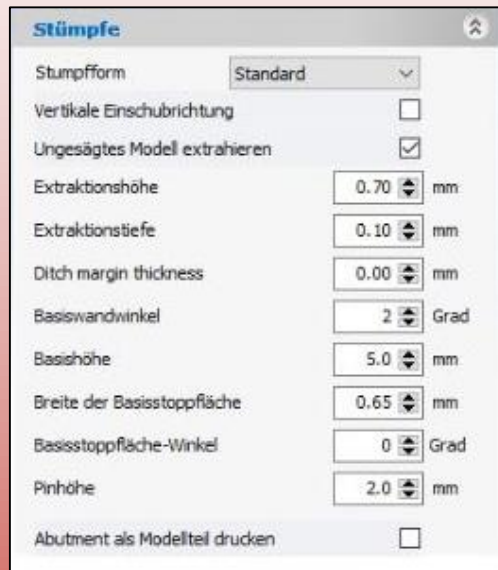 Stümpfe
Stumpfform Standard
Vertikale Einschubrichtung
Ungesägtes Modell extrahieren
Extraktionshöhe 0.70 mm
Extraktionstiefe 0.10 mm
Ditch margin thickness 0.00 mm
Basiswandwinkel 2 Grad
Basishöhe 5.0 mm
Breite der Basisstoppfläche 0.65 mm
Basisstoppfläche-Winkel 0 Grad
Pinhöhe 2.0 mm
Abutment als Modellteil drucken